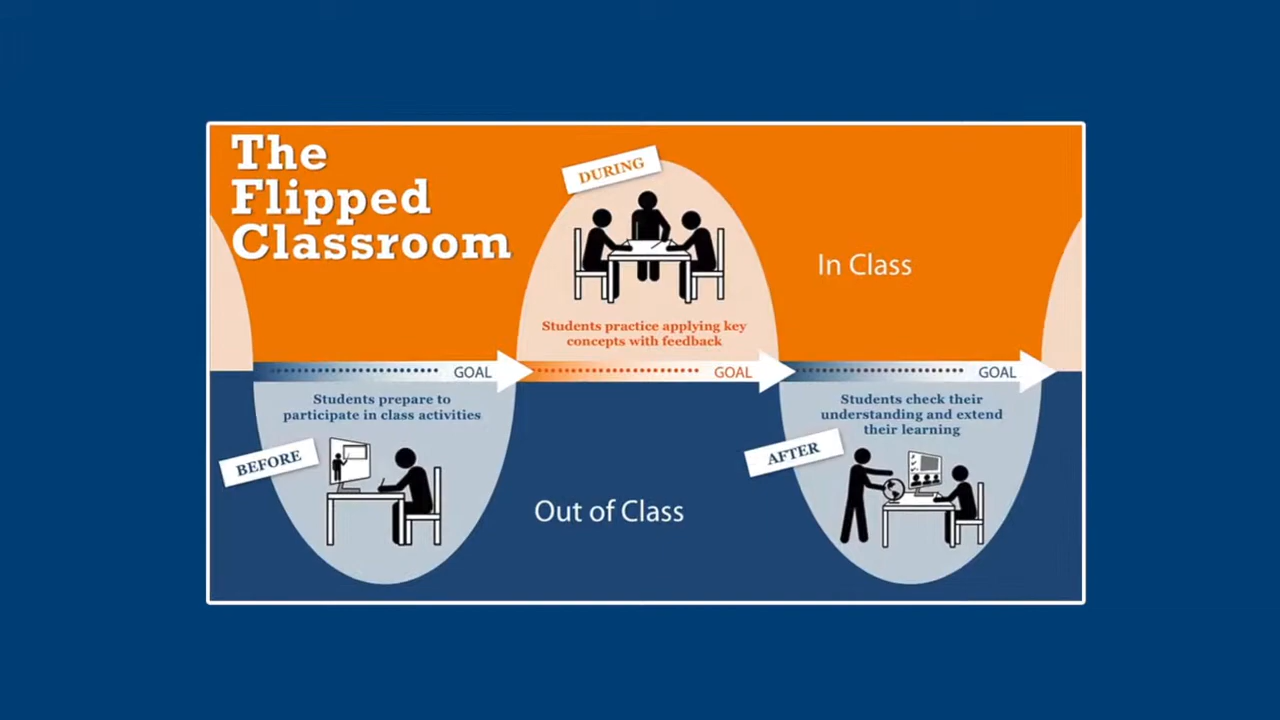 The
Flipped
Classroom
DURING
In Class
Students practice applying key
concepts with feedback
GOAL
GOAL
GOAL
Students prepare to
participate in class activities
BEFORE
Out of Class
Students check their
understanding and extend
their learning
AFTER